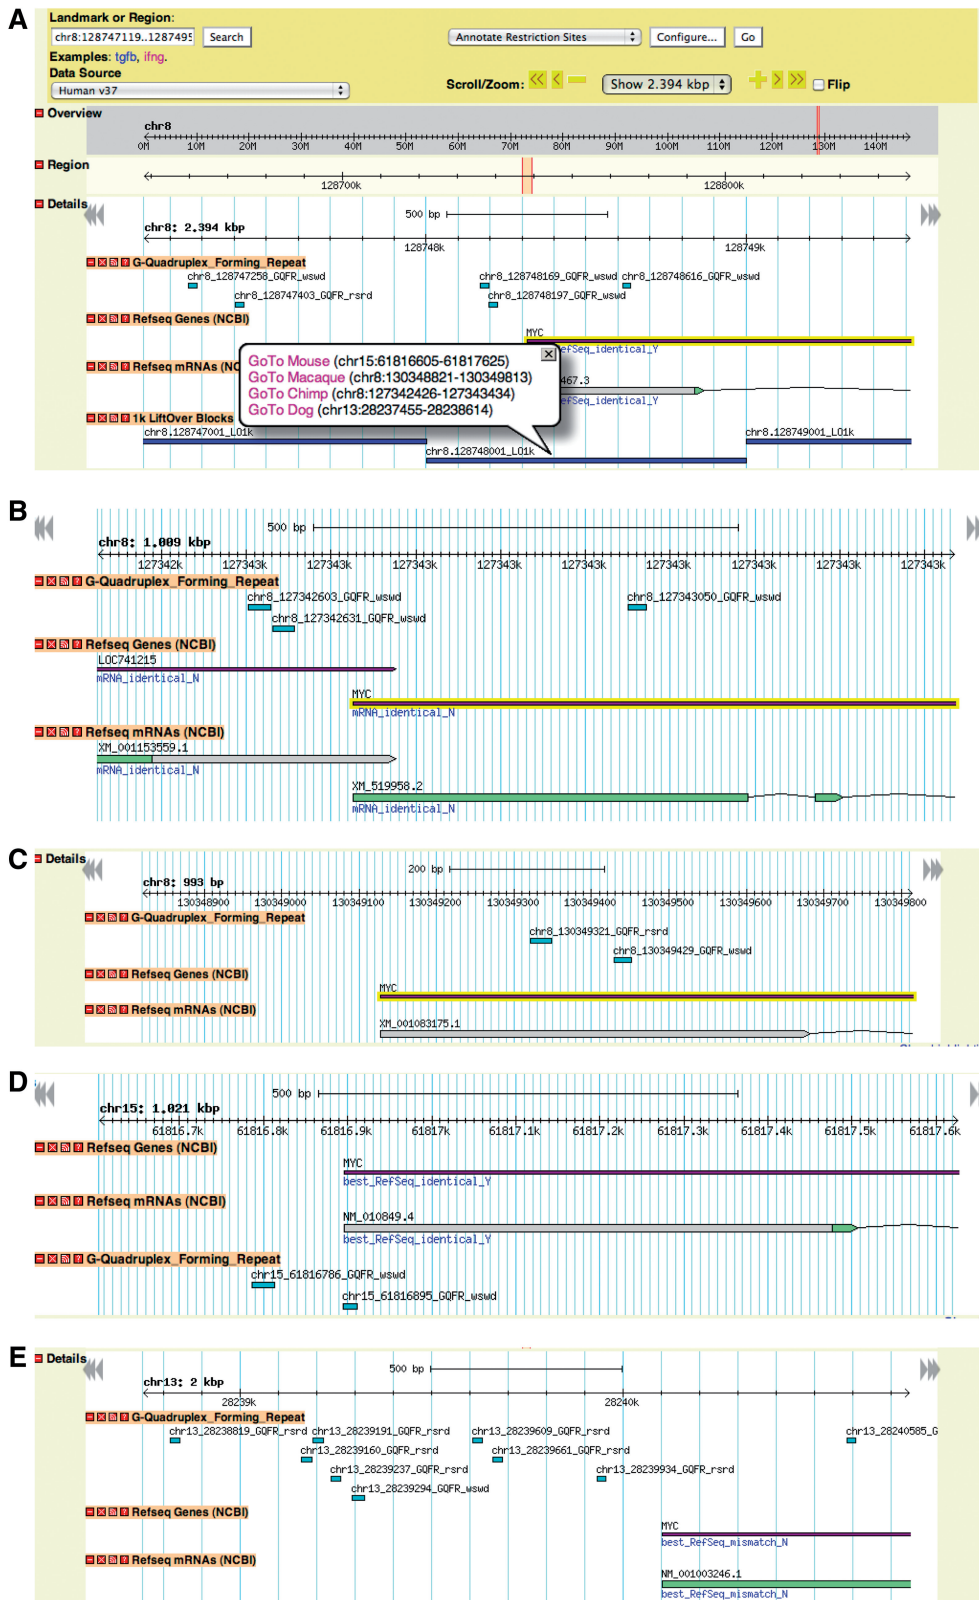 A
Landmark or Region:
chr8:128747119..1287495
Search
Annotate Restriction Sites
Configure...
Go
Examples: tgfb, ifng.
Data Source
Human v37
Scroll/Zoom:
Show 2.394 kbp
Flip
Overview
chr8
0M 10M 20M 30M 40M 50M 60M 70M 80M 90M 100M 110M 120M 130M 140M
Region
128700k 128800k
Details
500 bp
chr8: 2.394 kbp
128748k 128749k
G-Quadruplex_Forming_Repeat
chr8_128747258_GQFR_wswd chr8_128748169_GQFR_wswd chr8_128748616_GQFR_wswd
chr8_128747403_GQFR_rsrd chr8_128748197_GQFR_wswd
Refseq Genes (NCBI)
MYC
efSeq_identical_Y
GoTo Mouse (chr15:61816605-61817625)
Refseq mRNAs (NC
GoTo Macaque (chr8:130348821-130349813)
467.3
GoTo Chimp (chr8:127342426-127343434)
efSeq_identical_Y
GoTo Dog (chr13:28237455-28238614)
1k LiftOver Blocks
chr8.128747001_LO1k chr8.128749001_LO1k
chr8.128748001_LO1k
B
500 bp
chr8: 1.009 kbp
127342k 127343k 127343k 127343k 127343k 127343k 127343k 127343k 127343k 127343k
G-Quadruplex_Forming_Repeat
chr8_127342603_GQFR_wswd chr8_127343050_GQFR_wswd
chr8_127342631_GQFR_wswd
Refseq Genes (NCBI)
LOC741215
mRNA_identical_N
MYC
mRNA_identical_N
Refseq mRNAs (NCBI)
XM_001153559.1
mRNA_identical_N
XM_519958.2
mRNA_identical_N
C
Details
200 bp
chr8: 993 bp
130348900 130349000 130349100 130349200 130349300 130349400 130349500 130349600 130349700 130349800
G-Quadruplex_Forming_Repeat
chr8_130349321_GQFR_rsrd
chr8_130349429_GQFR_wswd
Refseq Genes (NCBI)
MYC
Refseq mRNAs (NCBI)
XM_001083175.1
D
500 bp
chr15: 1.021 kbp
61816.7k 61816.8k 61816.9k 61817k 61817.1k 61817.2k 61817.3k 61817.4k 61817.5k 61817.6k
Refseq Genes (NCBI)
MYC
best_RefSeq_identical_Y
Refseq mRNAs (NCBI)
NM_010849.4
best_RefSeq_identical_Y
G-Quadruplex_Forming_Repeat
chr15_61816786_GQFR_wswd
chr15_61816895_GQFR_wswd
E
Details
500 bp
chr13: 2 kbp
28239k 28240k
G-Quadruplex_Forming_Repeat
chr13_28238819_GQFR_rsrd chr13_28239191_GQFR_rsrd chr13_28239609_GQFR_rsrd chr13_28240585_G
chr13_28239160_GQFR_rsrd chr13_28239661_GQFR_rsrd
chr13_28239237_GQFR_rsrd chr13_28239934_GQFR_rsrd
chr13_28239294_GQFR_wswd
Refseq Genes (NCBI)
MYC
best_RefSeq_mismatch_N
Refseq mRNAs (NCBI)
NM_001003246.1
best_RefSeq_mismatch_N